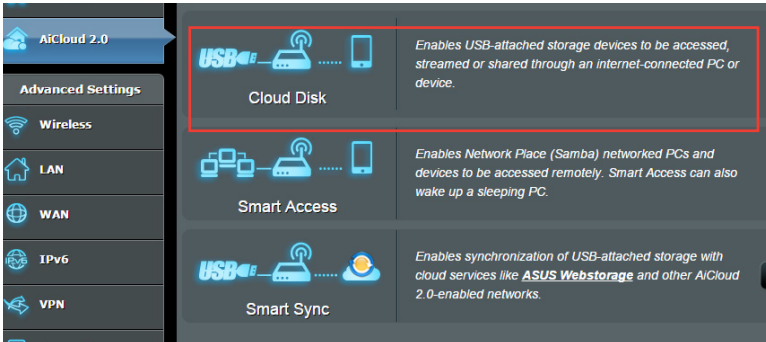 AiCloud 2.0
Advanced Settings
Wireless
LAN
WAN
IPv6
IPv6
VPN
USB
Cloud Disk
Enables USB-attached storage devices to be accessed,
streamed or shared through an internet-connected PC or
device.
Smart Access
Enables Network Place (Samba) networked PCs and
devices to be accessed remotely. Smart Access can also
wake up a sleeping PC.
USB
Smart Sync
Enables synchronization of USB-attached storage with
cloud services like ASUS Webstorage and other AiCloud
2.0-enabled networks.